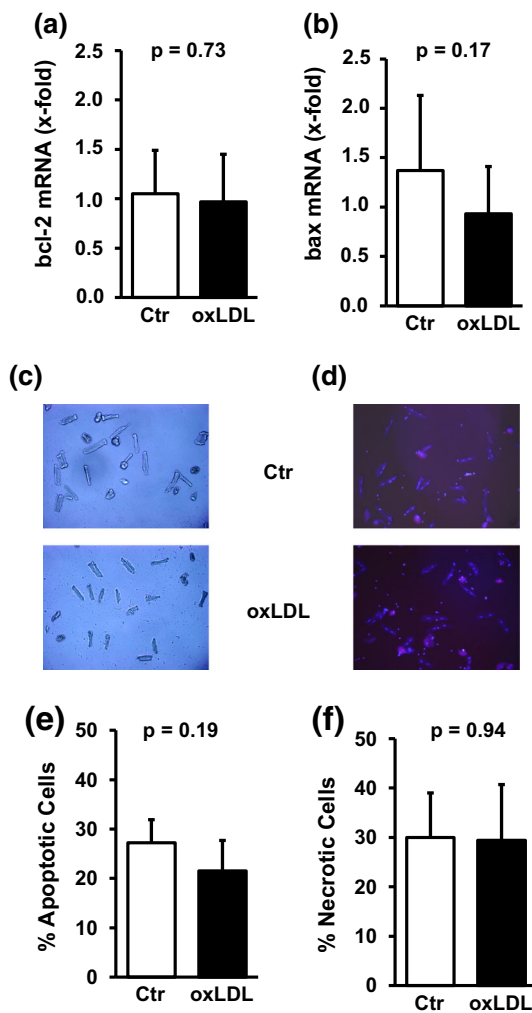 (a)
p = 0.73
bcl-2 mRNA (x-fold)
2.5
2.0
1.5
1.0
0.5
0.0
Ctr oxLDL
(b)
p = 0.17
bax mRNA (x-fold)
2.5
2.0
1.5
1.0
0.5
0.0
Ctr oxLDL
(c)
(d)
Ctr
oxLDL
(e)
p = 0.19
% Apoptotic Cells
50
40
30
20
10
0
Ctr oxLDL
(f)
p = 0.94
% Necrotic Cells
50
40
30
20
10
0
Ctr oxLDL